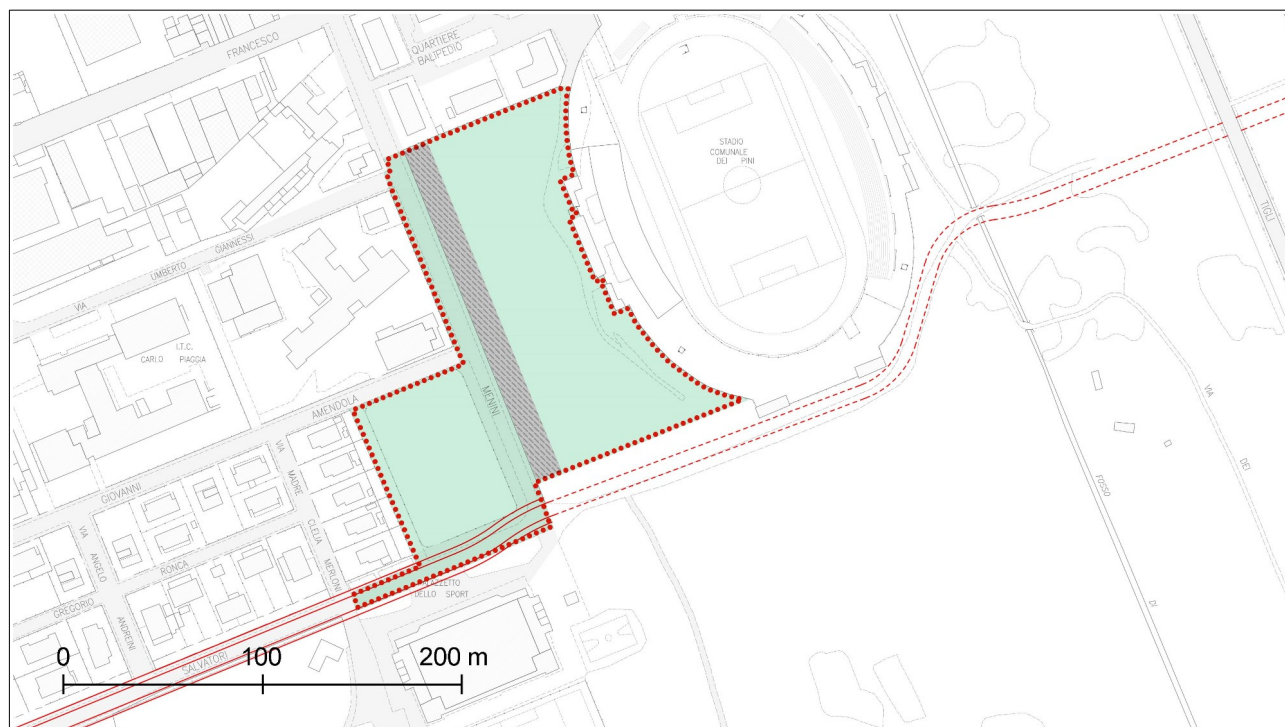 FRANCESCO
QUARTIERE
BALIPEDIO
STADIO
COMUNALE
DEI PINI
TIGLI
VIA
UMBERTO
GIANNESSI
I.T.C.
CARLO PIAGGIA
MENINI
GIOVANNI
AMENDOLA
VIA
MADRE
CLELIA
MERLONI
VIA
ANGELO
ANDREINI
GREGORIO
RONCA
VIA
DEI
FOSSO
DI
PALAZZETTO
DELLO SPORT
SALVATORI
0 100 200 m